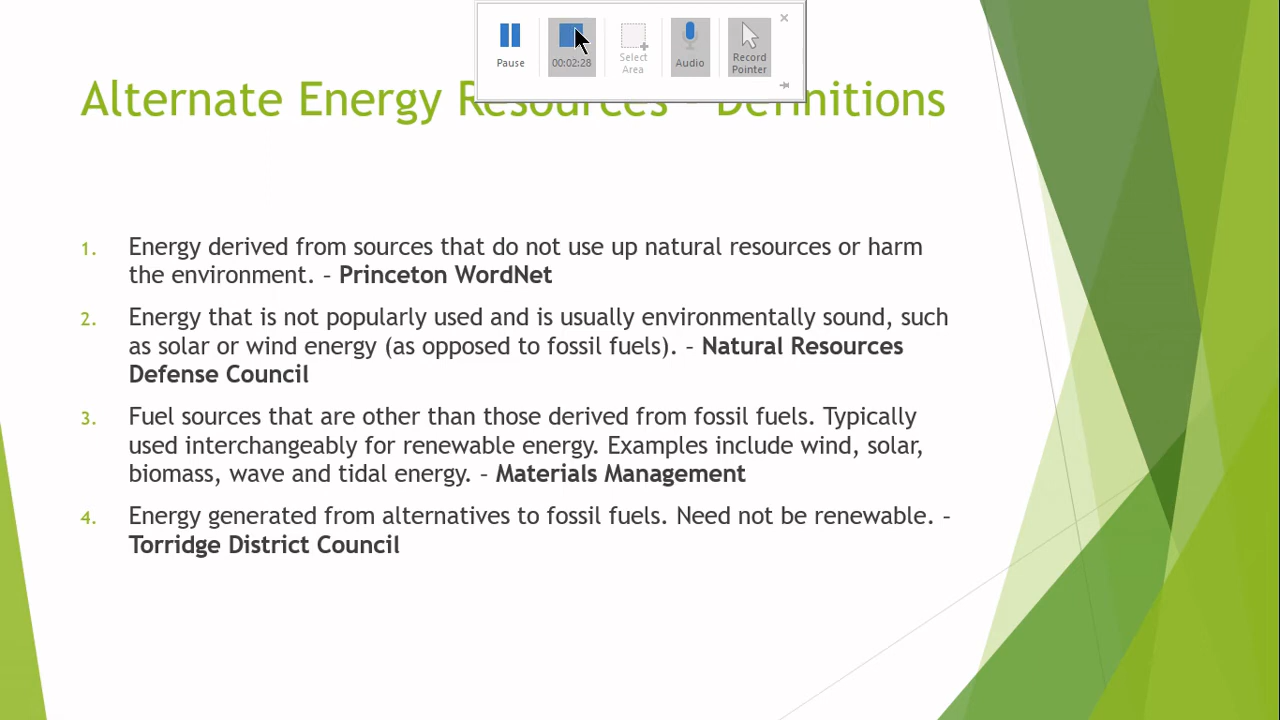 Pause
00:02:28
Select
Area
Audio
Record
Pointer
Alternate Energy Resources - Definitions
1. Energy derived from sources that do not use up natural resources or harm
the environment. – Princeton WordNet
2. Energy that is not popularly used and is usually environmentally sound, such
as solar or wind energy (as opposed to fossil fuels). – Natural Resources
Defense Council
3. Fuel sources that are other than those derived from fossil fuels. Typically
used interchangeably for renewable energy. Examples include wind, solar,
biomass, wave and tidal energy. – Materials Management
4. Energy generated from alternatives to fossil fuels. Need not be renewable. –
Torridge District Council